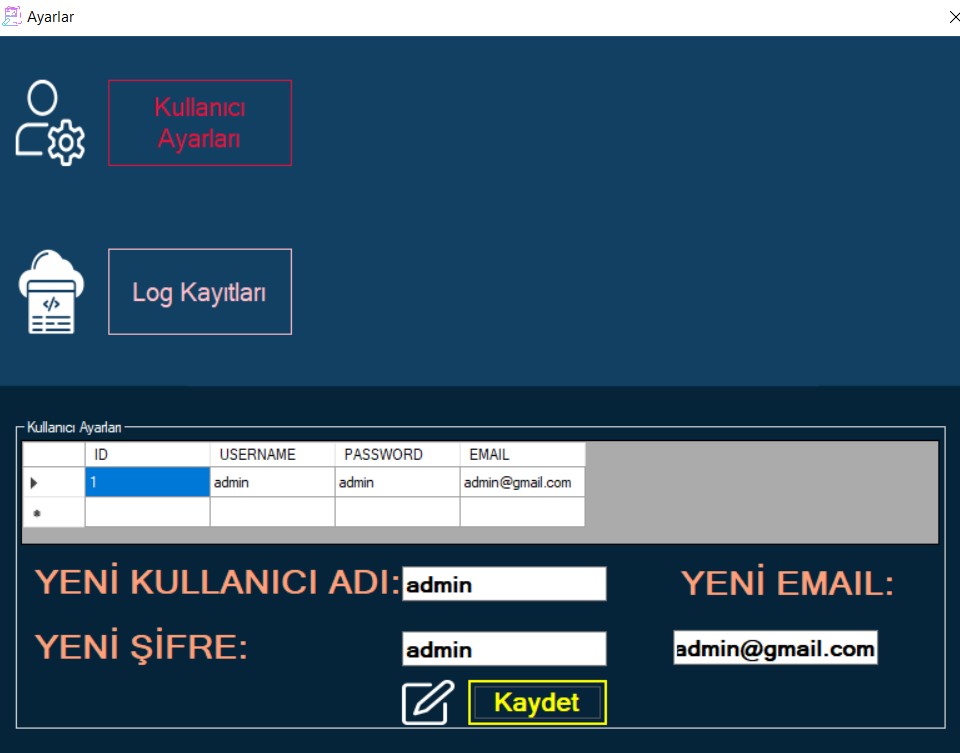 Ayarlar
Kullanıcı
Ayarları
Log Kayıtları
Kullanıcı Ayarları
ID USERNAME PASSWORD EMAIL
1 admin admin admin@gmail.com
YENİ KULLANICI ADI: admin YENİ EMAIL:
YENİ ŞİFRE: admin admin@gmail.com
Kaydet